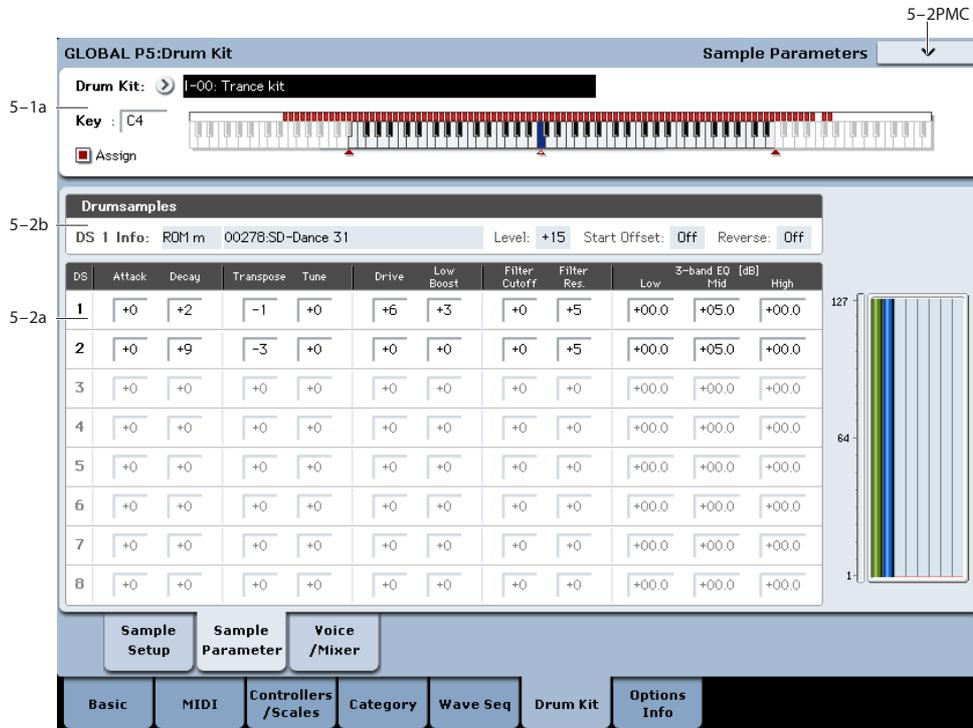 5–2PMC
GLOBAL P5:Drum Kit Sample Parameters
Drum Kit: I-00: Trance kit
5–1a
Key : C4
Assign
Drumsamples
5–2b
DS 1 Info: ROM m 00278:SD-Dance 31 Level: +15 Start Offset: Off Reverse: Off
DS Attack Decay Transpose Tune Drive Low Boost Filter Cutoff Filter Res. 3-band EQ [dB] Low Mid High
5–2a
1 +0 +2 -1 +0 +6 +3 +0 +5 +00.0 +05.0 +00.0
2 +0 +9 -3 +0 +0 +0 +0 +5 +00.0 +05.0 +00.0
3 +0 +0 +0 +0 +0 +0 +0 +0 +00.0 +00.0 +00.0
4 +0 +0 +0 +0 +0 +0 +0 +0 +00.0 +00.0 +00.0
5 +0 +0 +0 +0 +0 +0 +0 +0 +00.0 +00.0 +00.0
6 +0 +0 +0 +0 +0 +0 +0 +0 +00.0 +00.0 +00.0
7 +0 +0 +0 +0 +0 +0 +0 +0 +00.0 +00.0 +00.0
8 +0 +0 +0 +0 +0 +0 +0 +0 +00.0 +00.0 +00.0
127
64
1
Sample Setup
Sample Parameter
Voice /Mixer
Basic
MIDI
Controllers /Scales
Category
Wave Seq
Drum Kit
Options Info